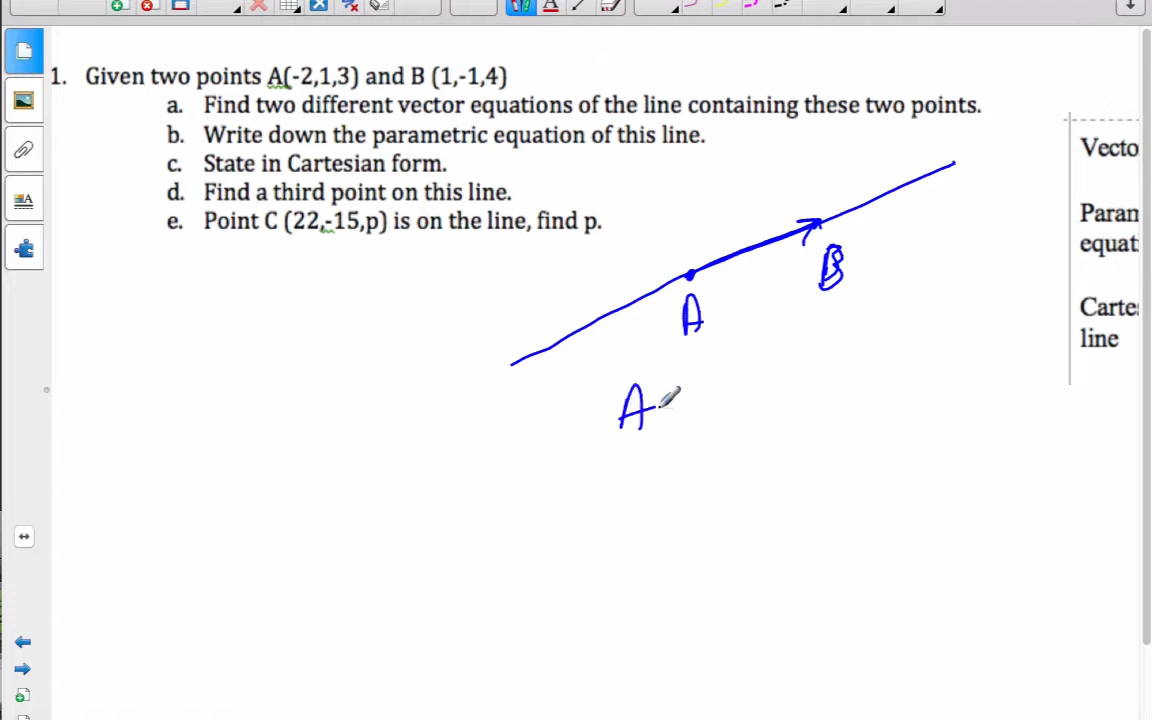 1. Given two points A(-2,1,3) and B (1,-1,4)
a. Find two different vector equations of the line containing these two points.
b. Write down the parametric equation of this line.
c. State in Cartesian form.
d. Find a third point on this line.
e. Point C (22,-15,p) is on the line, find p.
Vecto
Param
equat
Carte
line
B
A
A